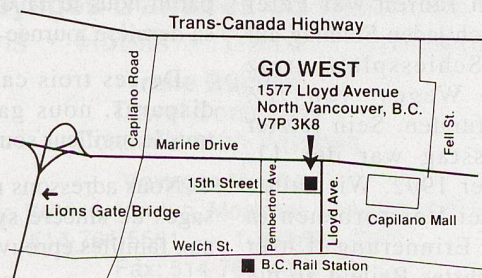 Trans-Canada Highway
Capilano Road
GO WEST
1577 Lloyd Avenue
North Vancouver, B.C.
V7P 3K8
Fell St.
Marine Drive
15th Street
Pemberton Ave.
Lloyd Ave.
Lions Gate Bridge
Capilano Mall
Welch St.
B.C. Rail Station